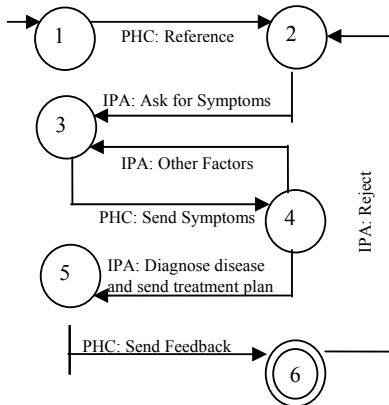 1
2
PHC: Reference
IPA: Ask for Symptoms
3
IPA: Other Factors
PHC: Send Symptoms
4
IPA: Reject
5
IPA: Diagnose disease
and send treatment plan
PHC: Send Feedback
6